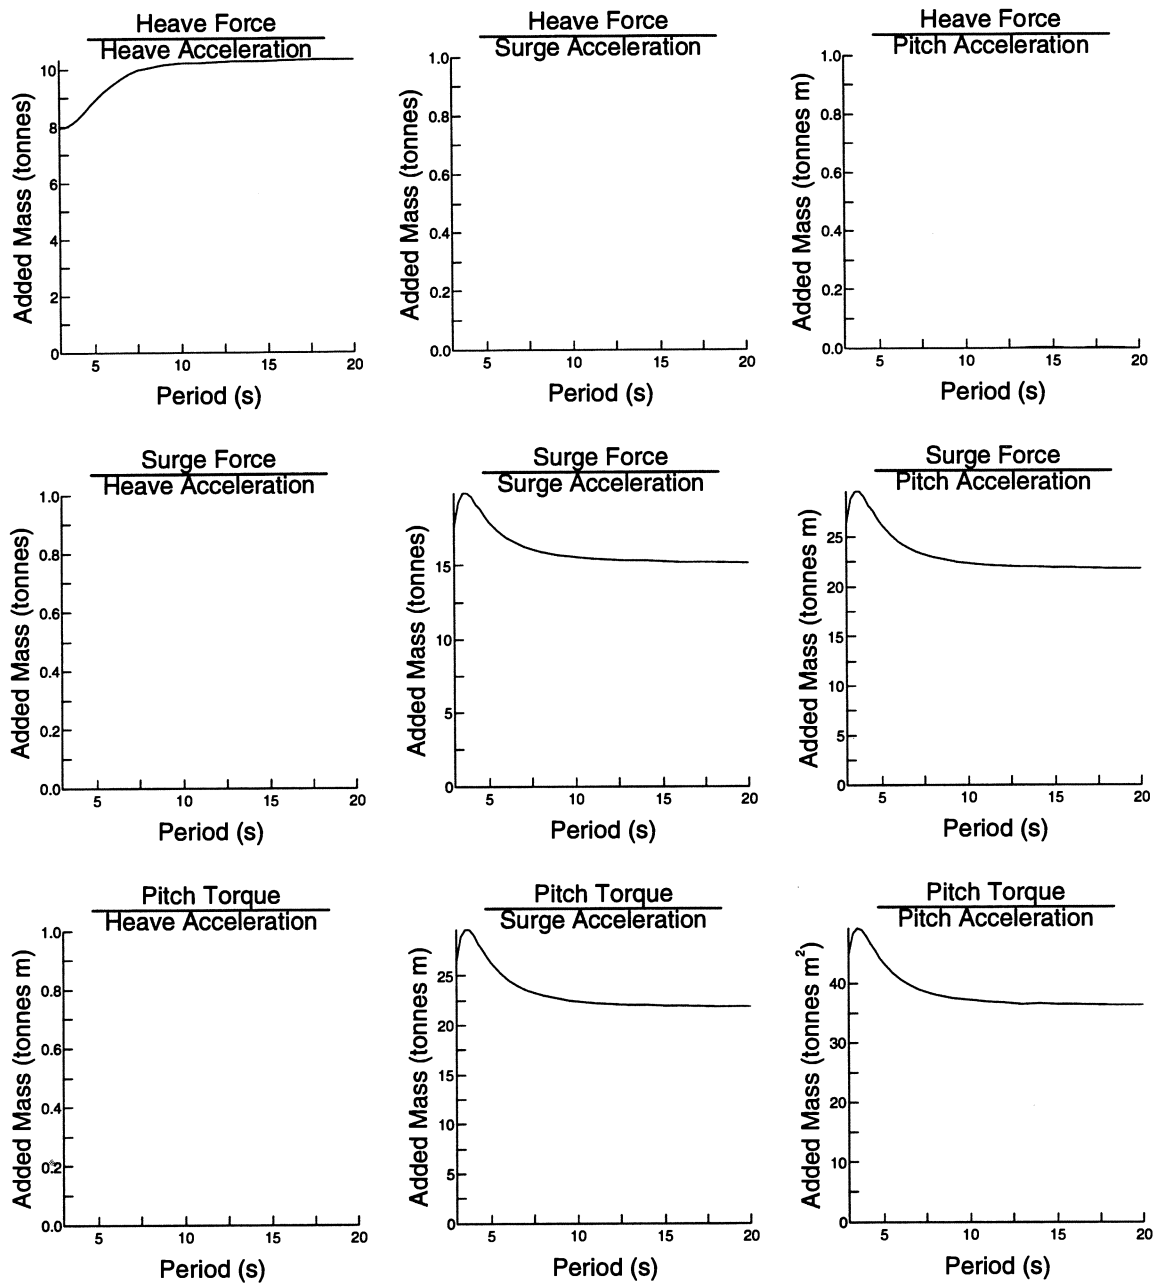 Heave Force
Heave Acceleration
Added Mass (tonnes)
10
8
6
4
2
0
5
10
15
20
Period (s)
Heave Force
Surge Acceleration
Added Mass (tonnes)
1.0
0.8
0.6
0.4
0.2
0.0
5
10
15
20
Period (s)
Heave Force
Pitch Acceleration
Added Mass (tonnes m)
1.0
0.8
0.6
0.4
0.2
0.0
5
10
15
20
Period (s)
Surge Force
Heave Acceleration
Added Mass (tonnes)
1.0
0.8
0.6
0.4
0.2
0.0
5
10
15
20
Period (s)
Surge Force
Surge Acceleration
Added Mass (tonnes)
15
10
5
0
5
10
15
20
Period (s)
Surge Force
Pitch Acceleration
Added Mass (tonnes m)
25
20
15
10
5
0
5
10
15
20
Period (s)
Pitch Torque
Heave Acceleration
Added Mass (tonnes m)
1.0
0.8
0.6
0.4
0.2
0.0
5
10
15
20
Period (s)
Pitch Torque
Surge Acceleration
Added Mass (tonnes m)
25
20
15
10
5
0
5
10
15
20
Period (s)
Pitch Torque
Pitch Acceleration
Added Mass (tonnes m²)
40
30
20
10
0
5
10
15
20
Period (s)